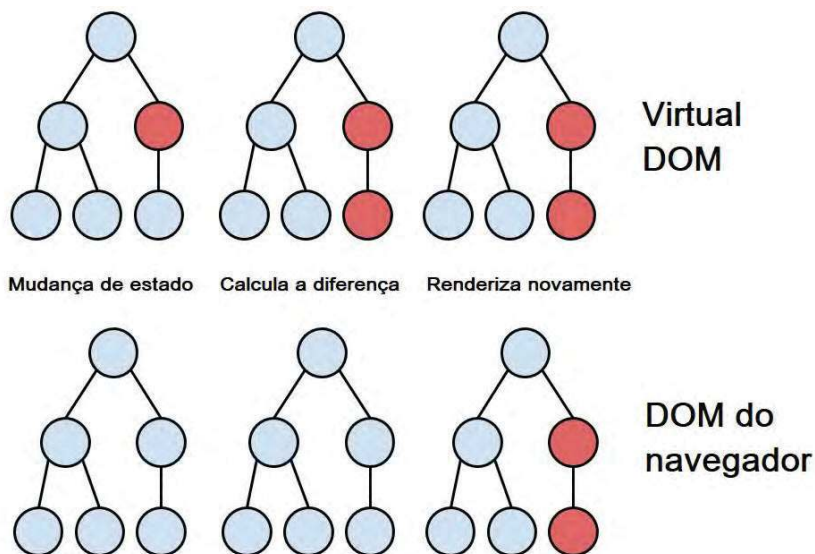 Virtual
DOM
Mudança de estado
Calcula a diferença
Renderiza novamente
DOM do
navegador